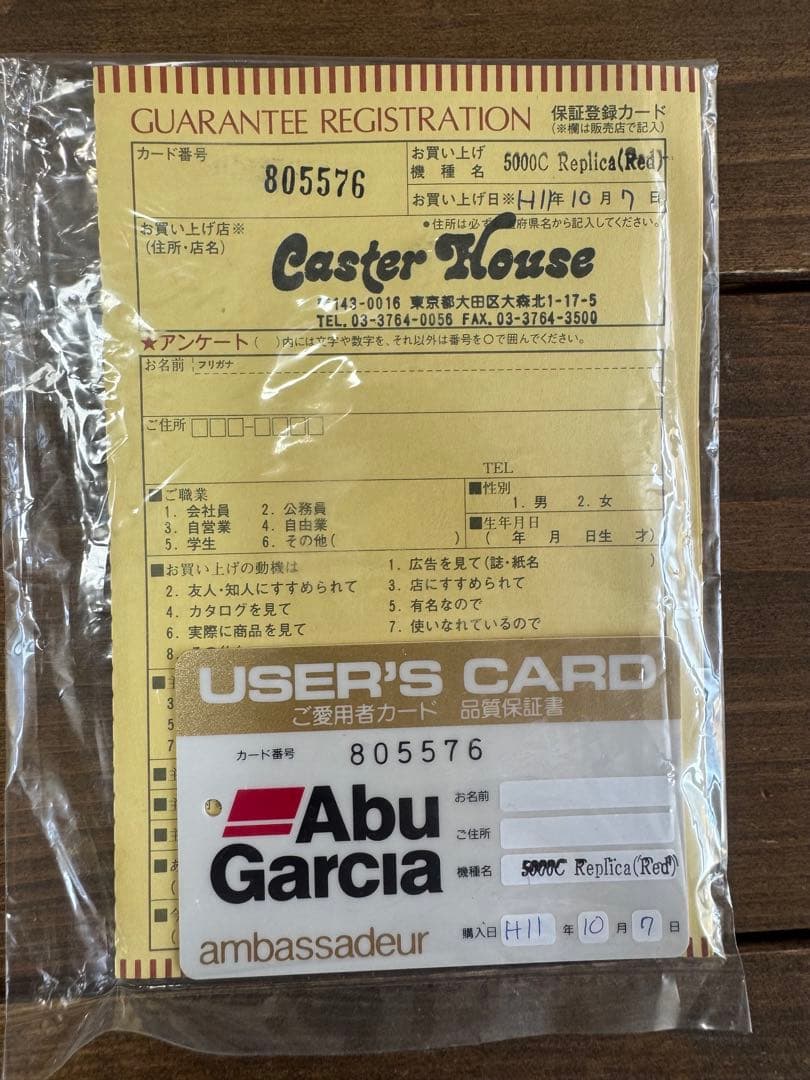 GUARANTEE REGISTRATION 保証登録カード
(※欄は販売店で記入)
カード番号
805576
お買い上げ
機種名 5000C Replica(Red)
お買い上げ日※ H11年 10月 7日
お買い上げ店※
(住所・店名)
●住所は必ず 府県名から記入してください。
Caster House
〒143-0016 東京都大田区大森北1-17-5
TEL. 03-3764-0056 FAX. 03-3764-3500
★アンケート ( )内には文字や数字を、それ以外は番号を○で囲んでください。
お名前 フリガナ
ご住所 □□□-□□□□
TEL
■ご職業
1. 会社員 2. 公務員
3. 自営業 4. 自由業
5. 学生 6. その他( )
■性別
1. 男 2. 女
■生年月日
( 年 月 日生 才)
■お買い上げの動機は
1. 広告を見て(誌・紙名 )
2. 友人・知人にすすめられて 3. 店にすすめられて
4. カタログを見て 5. 有名なので
6. 実際に商品を見て 7. 使いなれているので
8.
■主
3
5
7
■主
■主
■主
■あ
(
■今
(
USER'S CARD
ご愛用者カード 品質保証書
カード番号 805576
Abu
Garcia
ambassadeur
お名前
ご住所
機種名 5000C Replica(Red)
購入日 H11 年 10 月 7 日